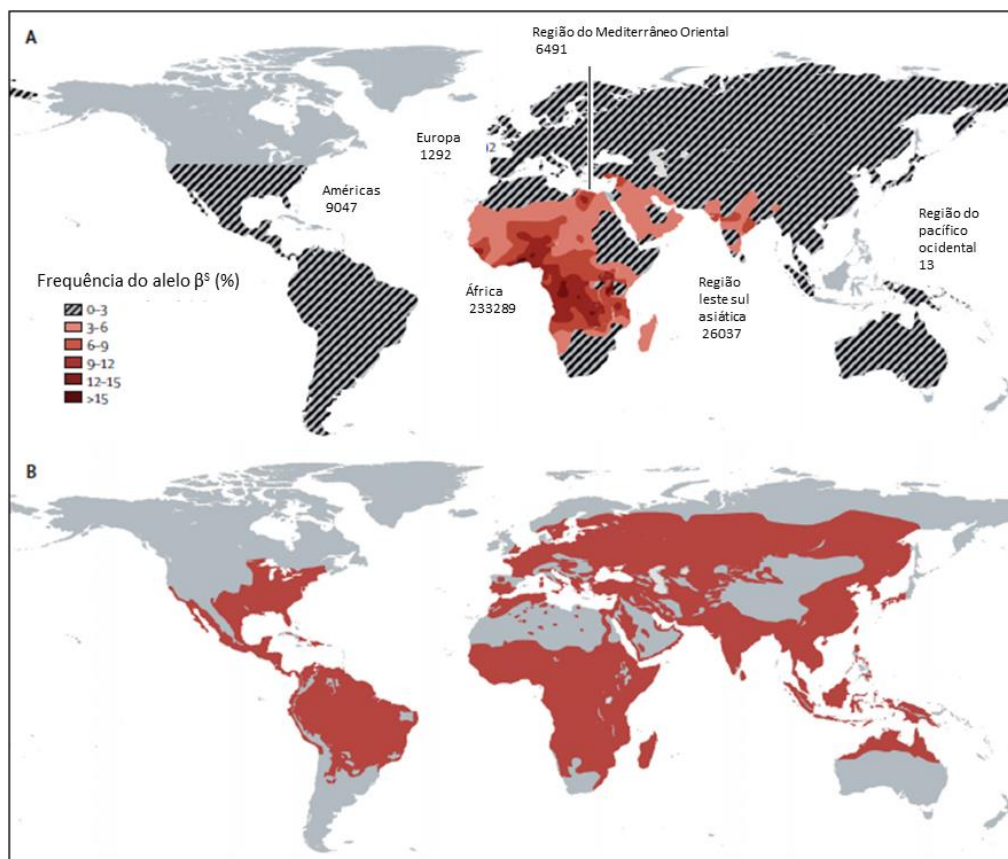 A
Região do Mediterrâneo Oriental
6491
Europa
1292
Américas
9047
Região do
pacífico
ocidental
13
Frequência do alelo βˢ (%)
0–3
3–6
6–9
9–12
12–15
>15
África
233289
Região
leste sul
asiática
26037
B